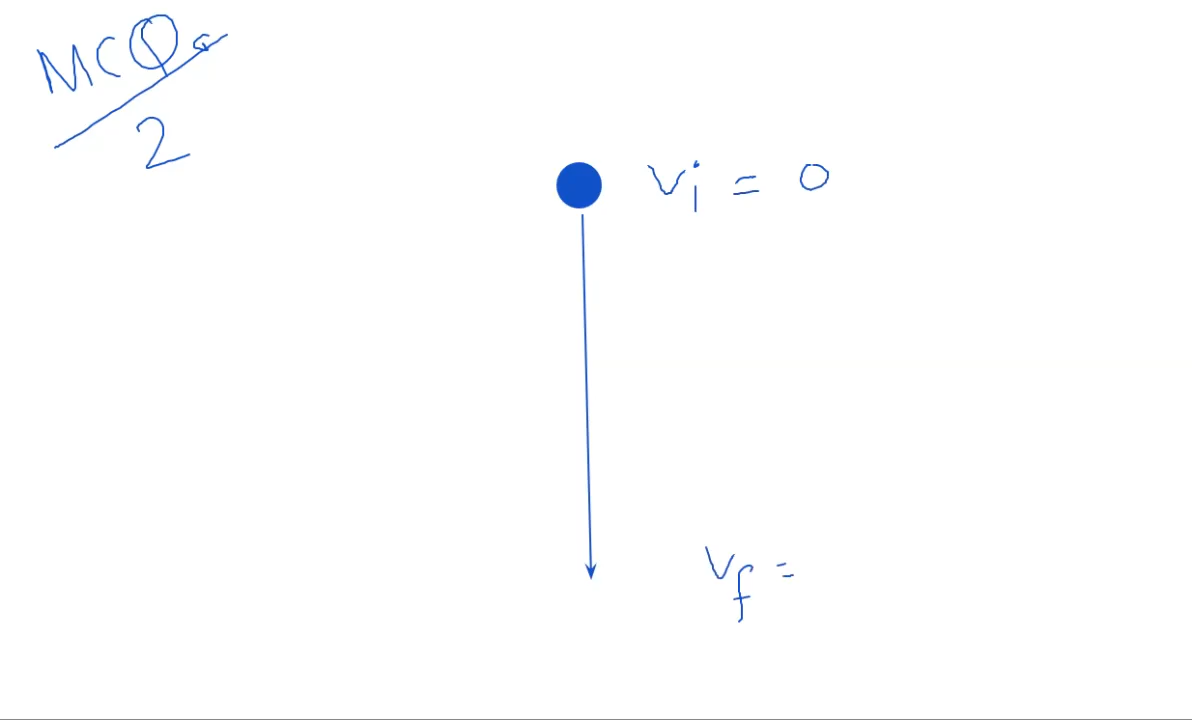 MCQs
2
vi = 0
vf =